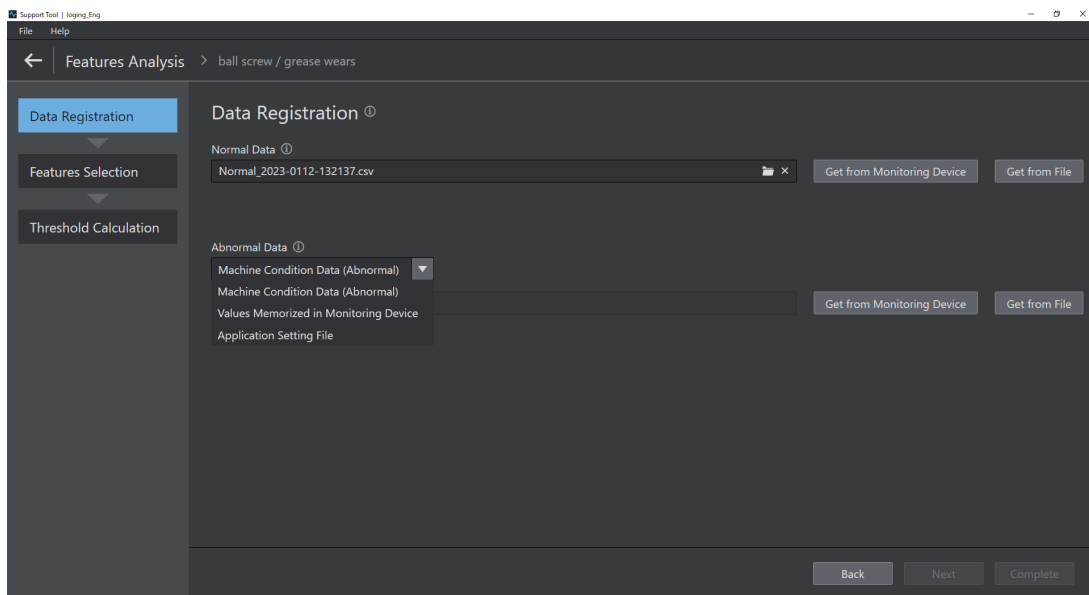 Support Tool | loging_Eng
File Help
Features Analysis > ball screw / grease wears
Data Registration
Features Selection
Threshold Calculation
Data Registration
Normal Data
Normal_2023-0112-132137.csv
Get from Monitoring Device
Get from File
Abnormal Data
Machine Condition Data (Abnormal)
Machine Condition Data (Abnormal)
Values Memorized in Monitoring Device
Application Setting File
Get from Monitoring Device
Get from File
Back
Next
Complete